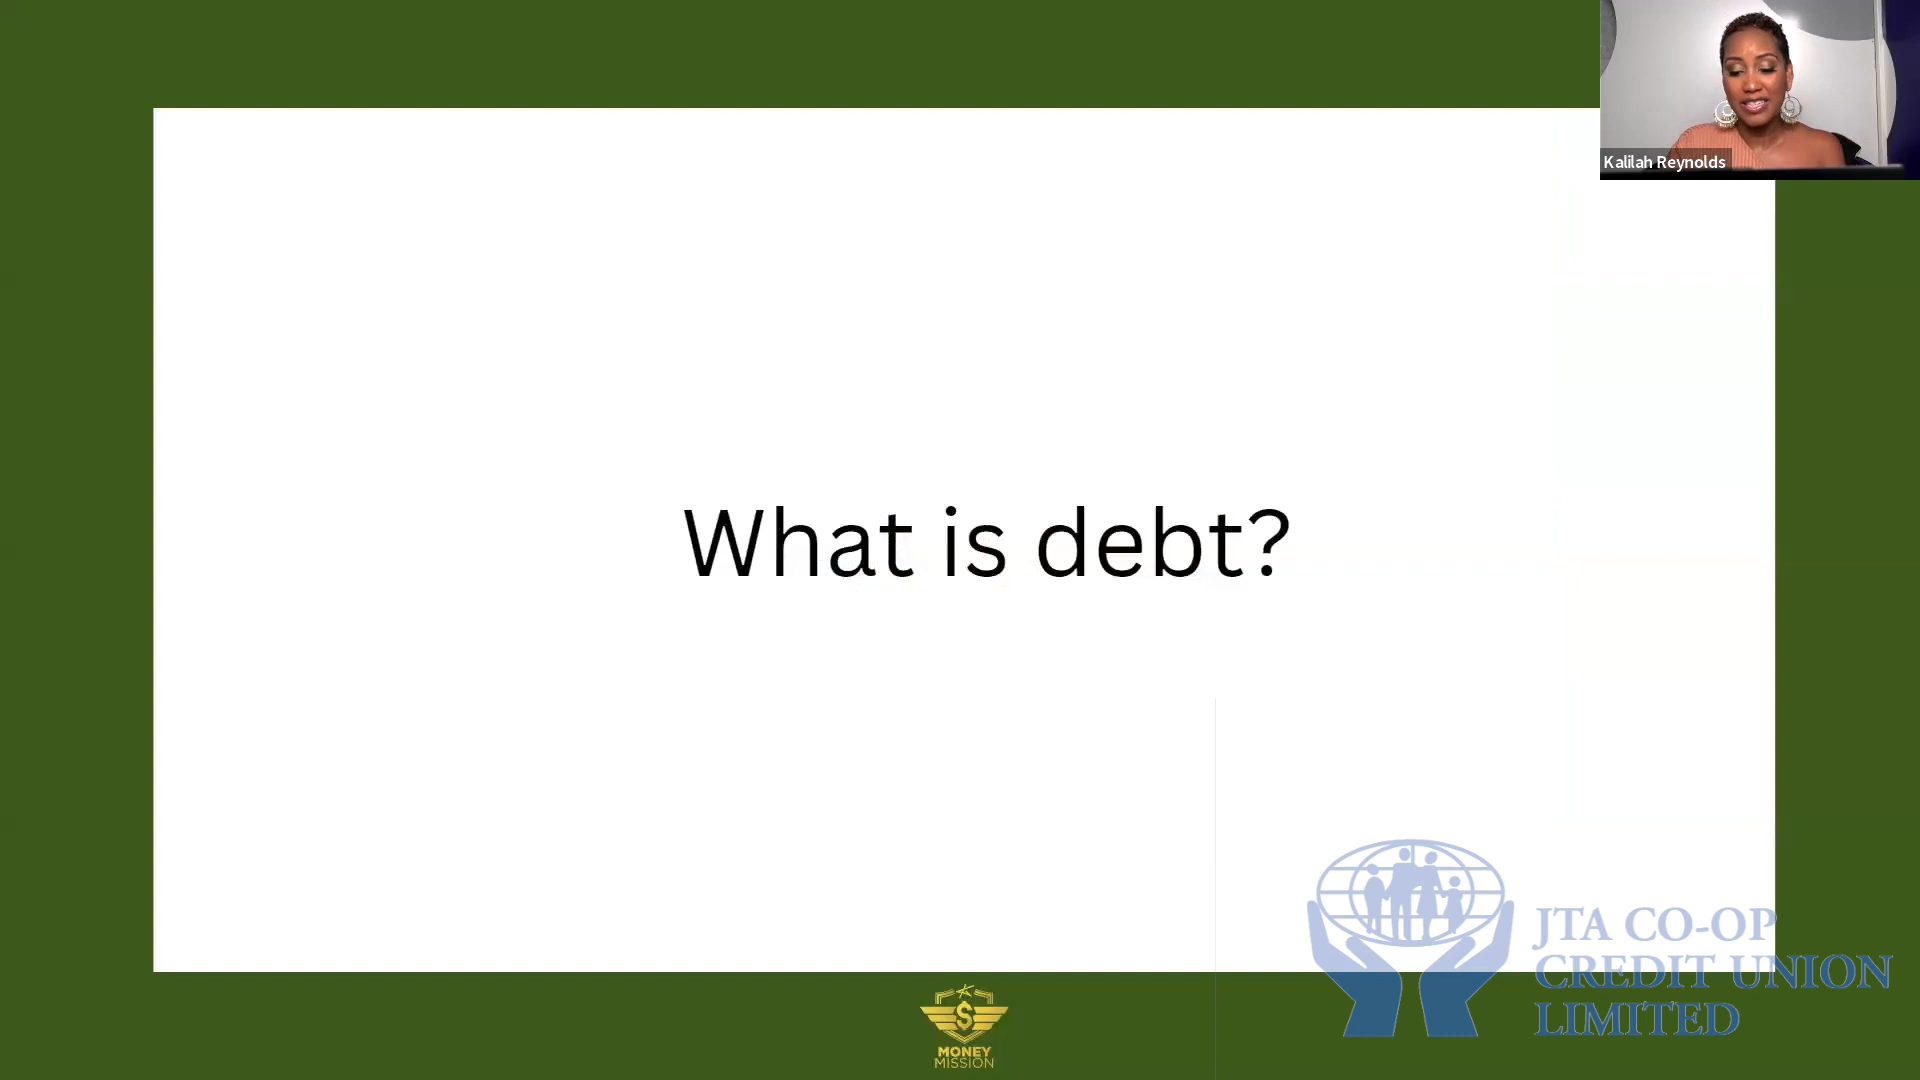 Kalilah Reynolds
What is debt?
JTA CO-OP
CREDIT UNION
LIMITED
$
MONEY
MISSION